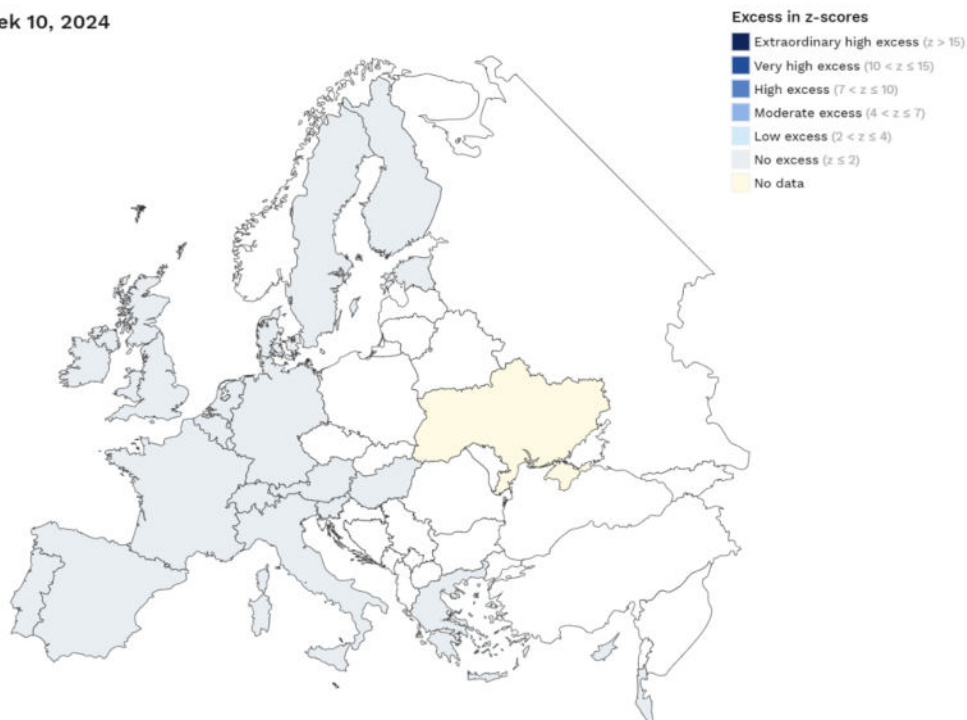 ek 10, 2024
Excess in z-scores
Extraordinary high excess (z > 15)
Very high excess (10 < z ≤ 15)
High excess (7 < z ≤ 10)
Moderate excess (4 < z ≤ 7)
Low excess (2 < z ≤ 4)
No excess (z ≤ 2)
No data